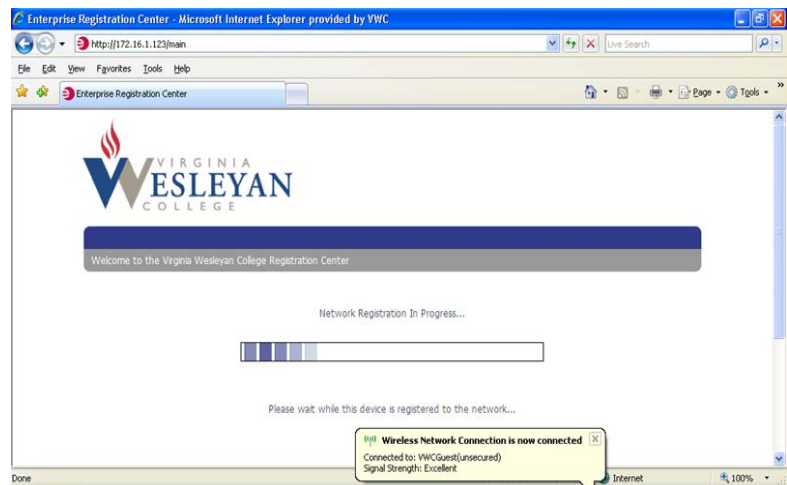 Enterprise Registration Center - Microsoft Internet Explorer provided by VWC
http://172.16.1.123/main
Live Search
File Edit View Favorites Tools Help
Enterprise Registration Center
Page Tools
VIRGINIA
WESLEYAN
COLLEGE
Welcome to the Virginia Wesleyan College Registration Center
Network Registration In Progress...
Please wait while this device is registered to the network...
Wireless Network Connection is now connected
Connected to: VWCGuest(unsecured)
Signal Strength: Excellent
Done Internet 100%